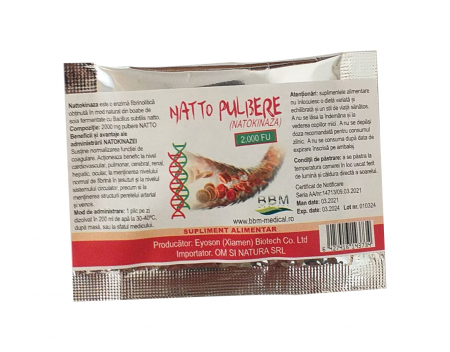 Nattokinaza este o enzimă fibrinolitică
obținută în mod natural din boabe de
soia fermentate cu Bacillus subtilis natto.
Compoziție: 2000 mg pulbere NATTO
Beneficii și avantaje ale
administrării NATOKINAZEI
Susține normalizarea funcției de
coagulare. Acționează benefic la nivel
cardiovascular, pulmonar, cerebral, renal,
hepatic, ocular, la menținerea nivelului
normal de fibrină în sânge și la nivelul
sistemului circulator, precum si la
menținerea structurii peretelui arterial
și venos.
Mod de administrare: 1 plic pe zi
dizolvat în 200 ml de apă la 30-40ºC,
după masă, sau la sfatul medicului.
NATTO PULBERE
(NATOKINAZA)
2.000 FU
BBM
www.bbm-medical.ro
SUPLIMENT ALIMENTAR
Producător: Eyoson (Xiamen) Biotech Co. Ltd
Importator. OM SI NATURA SRL
Atenționări: suplimentele alimentare
nu înlocuiesc o dietă variată și
echilibrată și un stil de viață sănătos.
A nu se lăsa la îndemâna și la
vederea copiilor mici. A nu se depăși
doza recomandată pentru consumul
zilnic. A nu se consuma după data de
expirare înscrisă pe ambalaj.
Condiții de păstrare: a se păstra
la temperatura camerei în loc uscat ferit
de lumină și căldură directă a soarelui.
Certificat de Notificare
Man date: 03.2021
Exp date: 03.2024 Lot nr. 010324